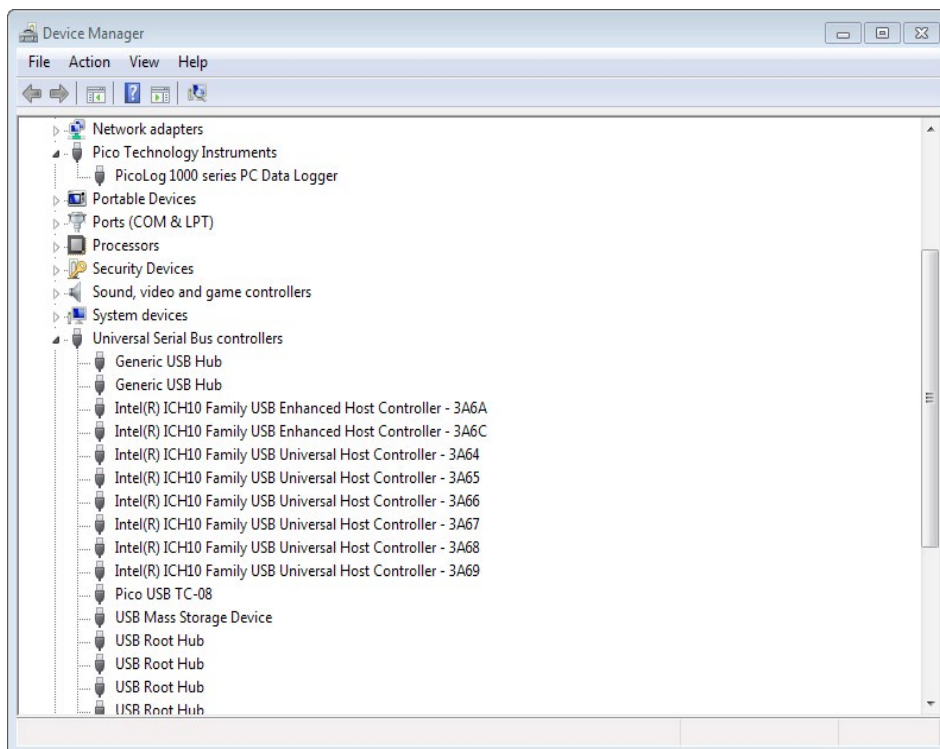 Device Manager
File Action View Help
Network adapters
Pico Technology Instruments
PicoLog 1000 series PC Data Logger
Portable Devices
Ports (COM & LPT)
Processors
Security Devices
Sound, video and game controllers
System devices
Universal Serial Bus controllers
Generic USB Hub
Generic USB Hub
Intel(R) ICH10 Family USB Enhanced Host Controller - 3A6A
Intel(R) ICH10 Family USB Enhanced Host Controller - 3A6C
Intel(R) ICH10 Family USB Universal Host Controller - 3A64
Intel(R) ICH10 Family USB Universal Host Controller - 3A65
Intel(R) ICH10 Family USB Universal Host Controller - 3A66
Intel(R) ICH10 Family USB Universal Host Controller - 3A67
Intel(R) ICH10 Family USB Universal Host Controller - 3A68
Intel(R) ICH10 Family USB Universal Host Controller - 3A69
Pico USB TC-08
USB Mass Storage Device
USB Root Hub
USB Root Hub
USB Root Hub
USB Root Hub